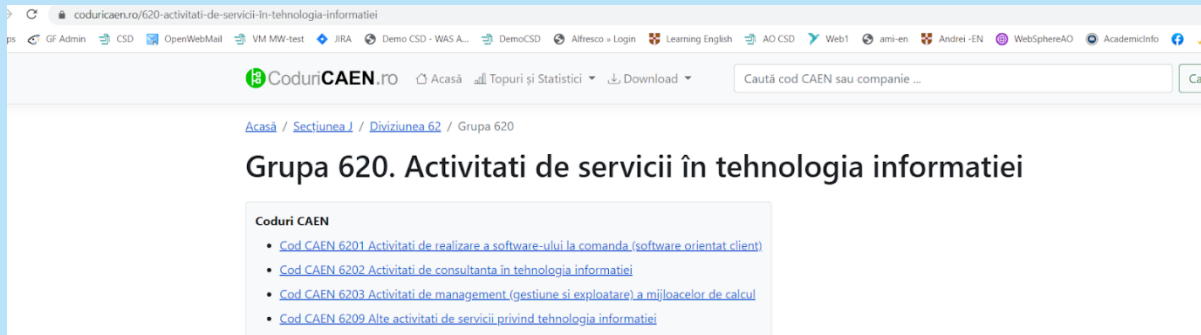 coduricaen.ro/620-activitati-de-servicii-în-tehnologia-informatiei
ps GF Admin CSD OpenWebMail VM MW-test JIRA Demo CSD - WAS A... DemoCSD Alfresco » Login Learning English AO CSD Web1 ami-en Andrei -EN WebSphereAO AcademicInfo
CoduriCAEN.ro Acasă Topuri și Statistici Download Caută cod CAEN sau companie ... Ca
Acasă / Secțiunea J / Diviziunea 62 / Grupa 620
Grupa 620. Activitati de servicii în tehnologia informatiei
Coduri CAEN
• Cod CAEN 6201 Activitati de realizare a software-ului la comanda (software orientat client)
• Cod CAEN 6202 Activitati de consultanta în tehnologia informatiei
• Cod CAEN 6203 Activitati de management (gestiune si exploatare) a mijloacelor de calcul
• Cod CAEN 6209 Alte activitati de servicii privind tehnologia informatiei